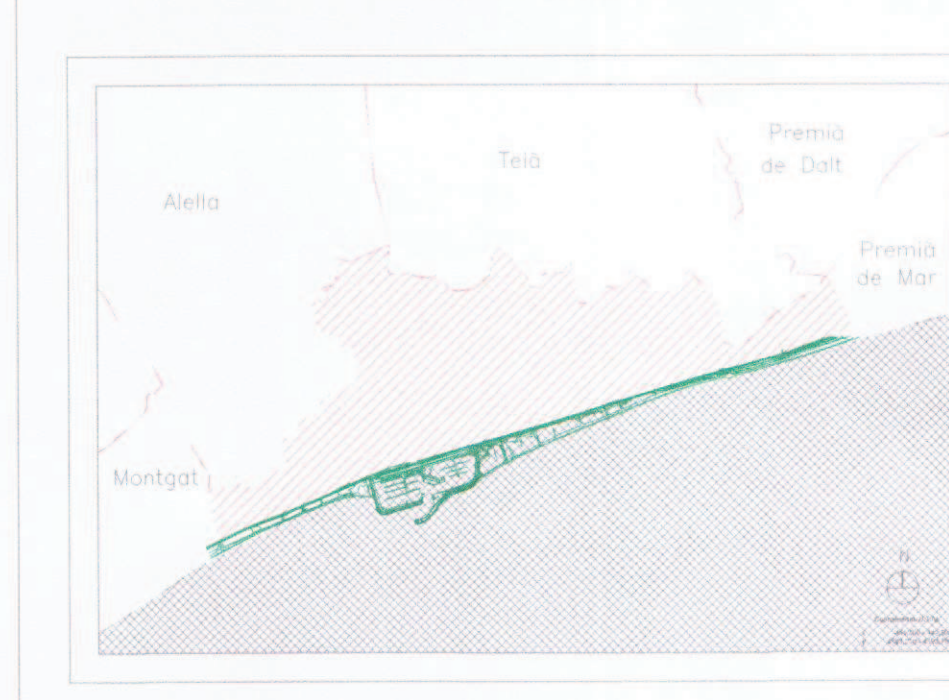 Premià
de Dalt
Teià
Alella
Premià
de Mar
Montgat
N